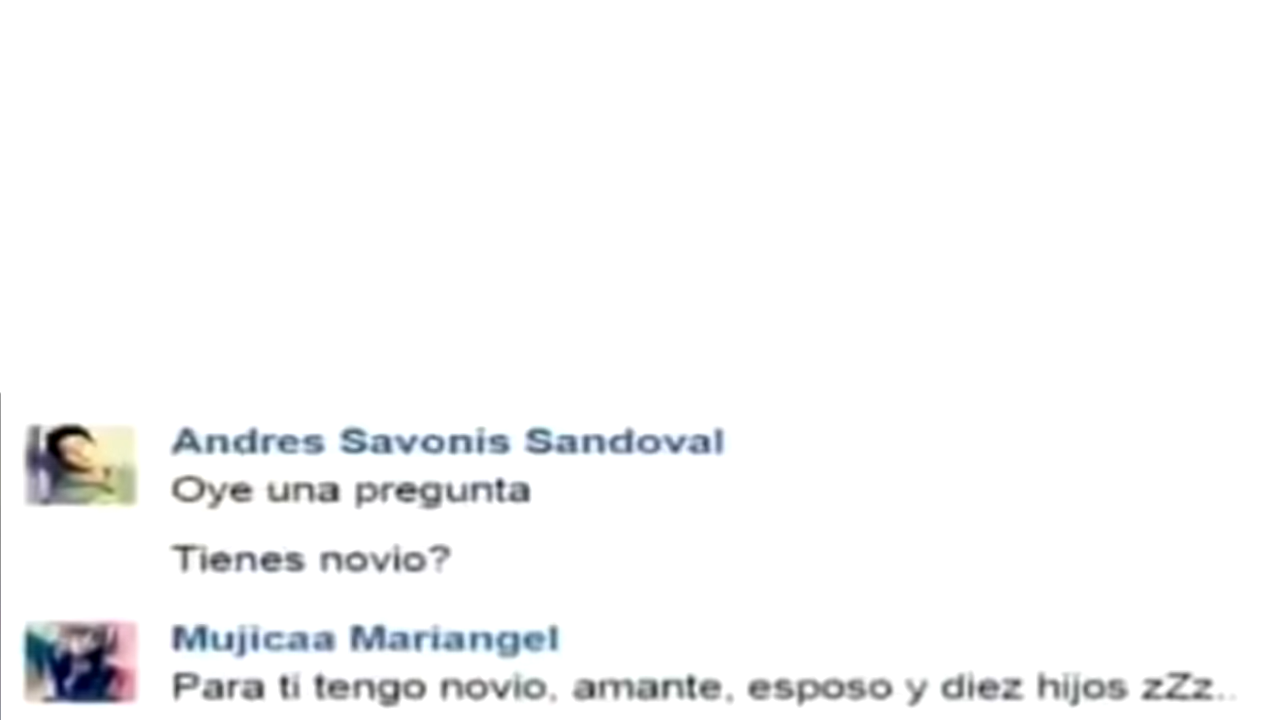 Andres Savonis Sandoval
Oye una pregunta
Tienes novio?
Mujicaa Mariangel
Para ti tengo novio, amante, esposo y diez hijos zZz..